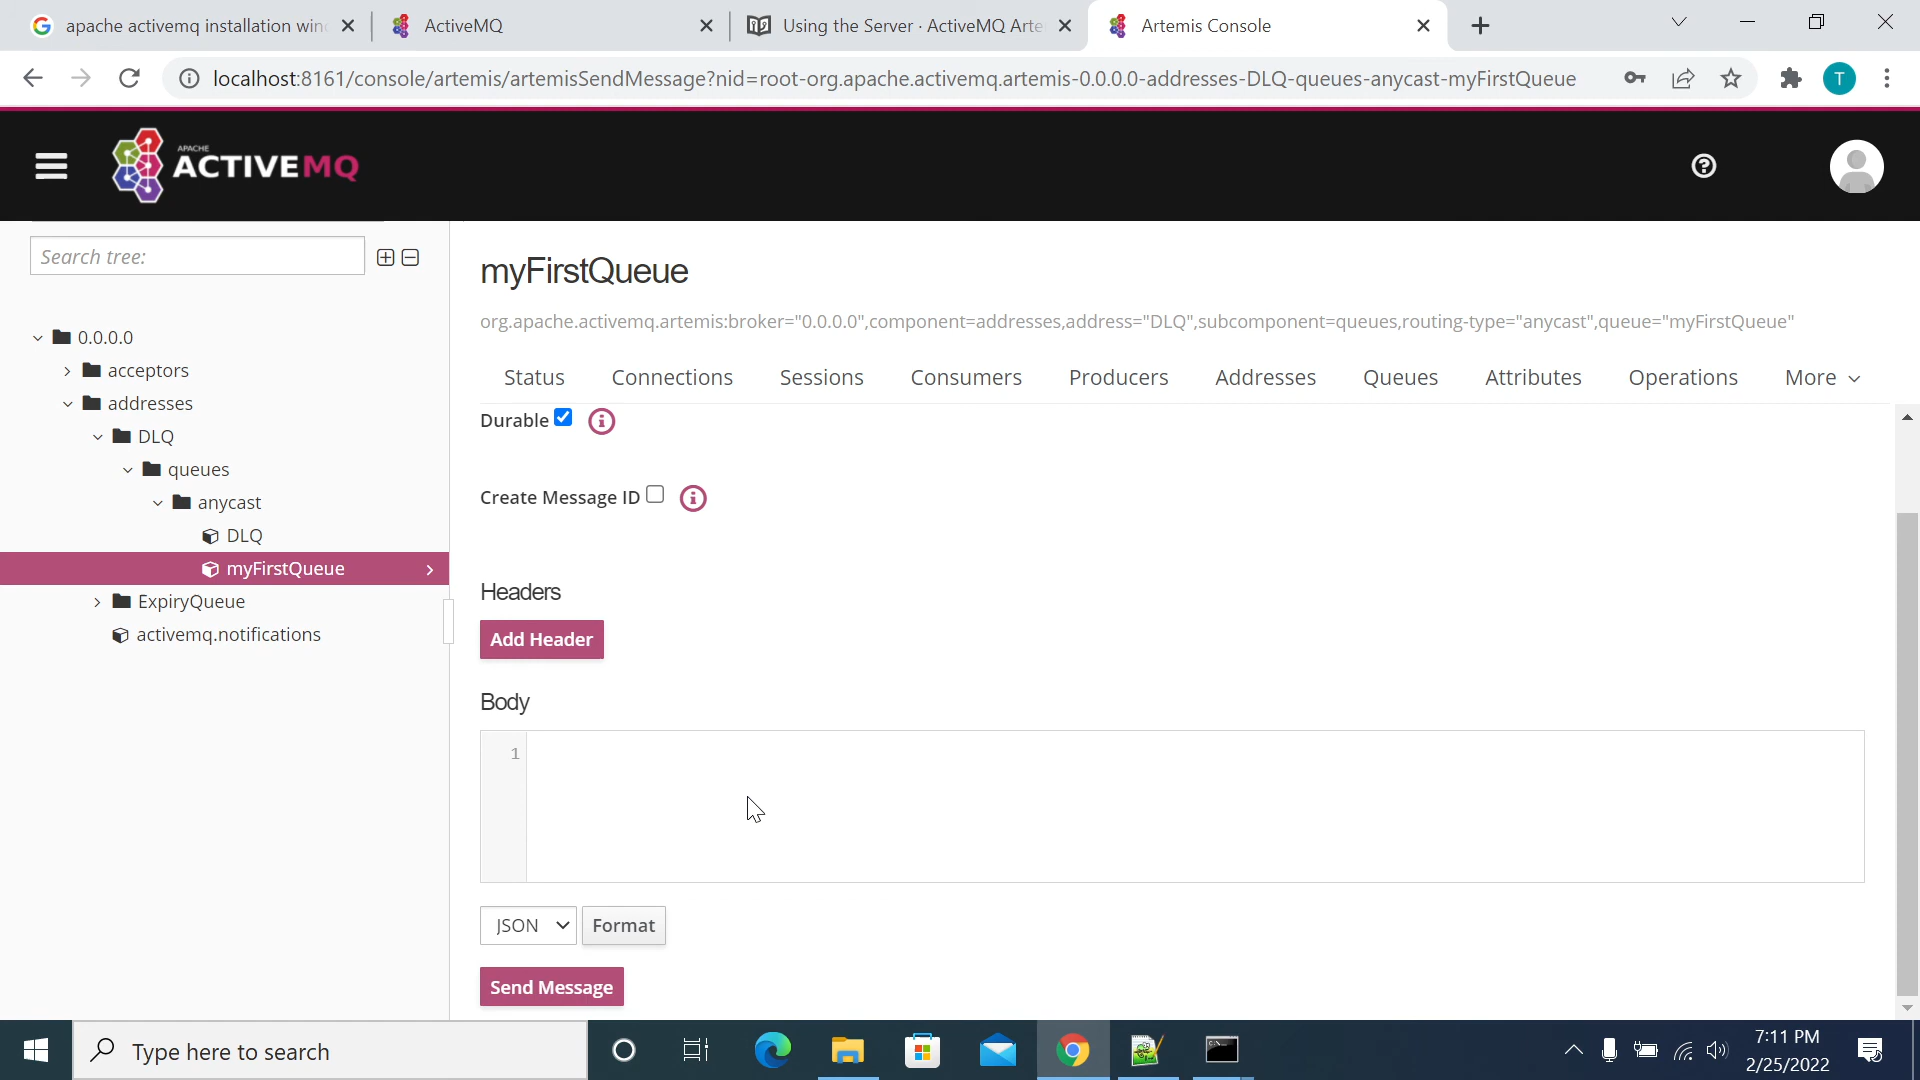 apache activemq installation win
ActiveMQ
Using the Server · ActiveMQ Arte
Artemis Console
localhost:8161/console/artemis/artemisSendMessage?nid=root-org.apache.activemq.artemis-0.0.0.0-addresses-DLQ-queues-anycast-myFirstQueue
T
APACHE
ACTIVEMQ
Search tree:
0.0.0.0
acceptors
addresses
DLQ
queues
anycast
DLQ
myFirstQueue
ExpiryQueue
activemq.notifications
myFirstQueue
org.apache.activemq.artemis:broker="0.0.0.0",component=addresses,address="DLQ",subcomponent=queues,routing-type="anycast",queue="myFirstQueue"
Status Connections Sessions Consumers Producers Addresses Queues Attributes Operations More
Durable
Create Message ID
Headers
Add Header
Body
1
JSON Format
Send Message
Type here to search
7:11 PM
2/25/2022